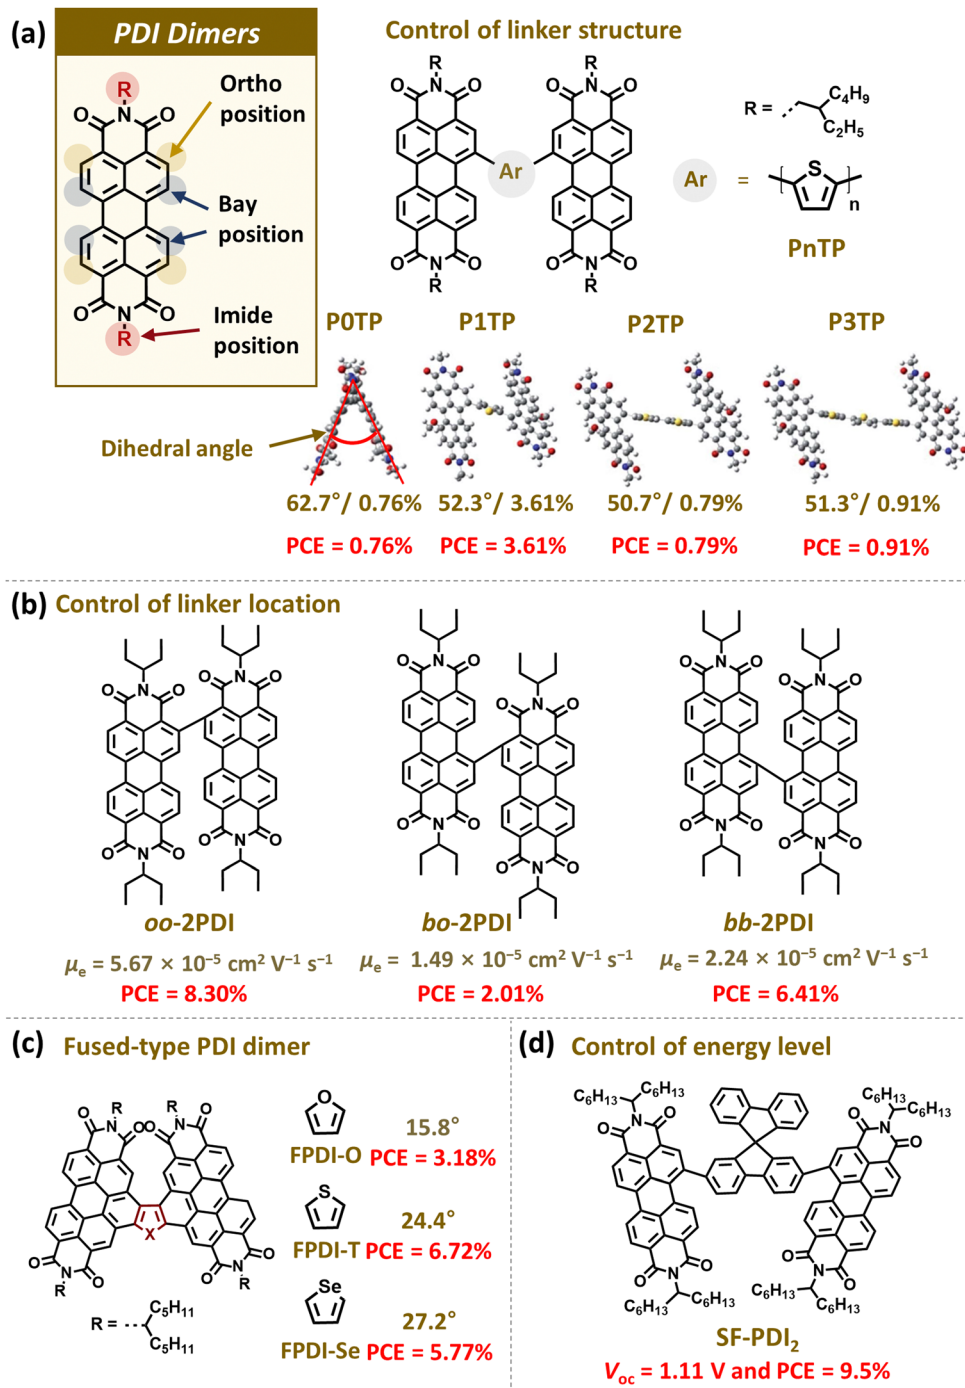 (a)
PDI Dimers
Control of linker structure
R
N
O O
Ortho
position
Bay
position
Imide
position
O O
N
R
R R
N N
O O O O
Ar
O O O O
N N
R R
R =
C4H9
C2H5
Ar =
S
n
PnTP
P0TP P1TP P2TP P3TP
Dihedral angle
62.7°/ 0.76% 52.3°/ 3.61% 50.7°/ 0.79% 51.3°/ 0.91%
PCE = 0.76% PCE = 3.61% PCE = 0.79% PCE = 0.91%
(b) Control of linker location
O N O O N O
O N O O N O
O N O O N O
O N O O N O
O N O O N O
O N O O N O
oo-2PDI bo-2PDI bb-2PDI
μe = 5.67 × 10−5 cm2 V−1 s−1 μe = 1.49 × 10−5 cm2 V−1 s−1 μe = 2.24 × 10−5 cm2 V−1 s−1
PCE = 8.30% PCE = 2.01% PCE = 6.41%
(c) Fused-type PDI dimer
R R
O N O O N O
X
O N O O N O
R R
R =
C5H11
C5H11
O
15.8°
FPDI-O PCE = 3.18%
S
24.4°
FPDI-T PCE = 6.72%
Se
27.2°
FPDI-Se PCE = 5.77%
(d) Control of energy level
C6H13 C6H13 C6H13 C6H13
O N O O N O
O N O O N O
C6H13 C6H13 C6H13 C6H13
SF-PDI2
Voc = 1.11 V and PCE = 9.5%